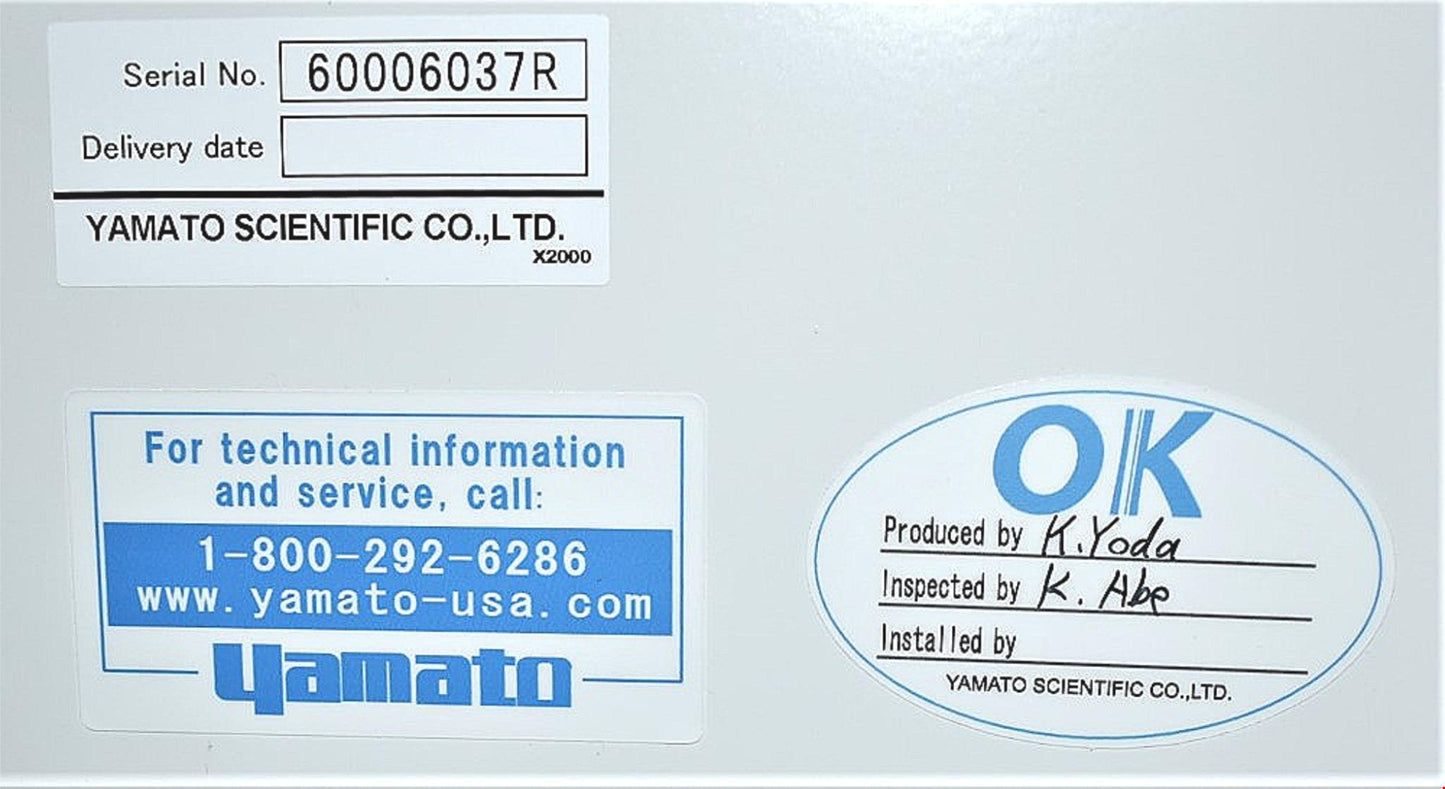 Serial No. 60006037R
Delivery date
YAMATO SCIENTIFIC CO.,LTD.
X2000
For technical information
and service, call:
1-800-292-6286
www.yamato-usa.com
yamato
OK
Produced by K.Yoda
Inspected by K. Abe
Installed by
YAMATO SCIENTIFIC CO.,LTD.